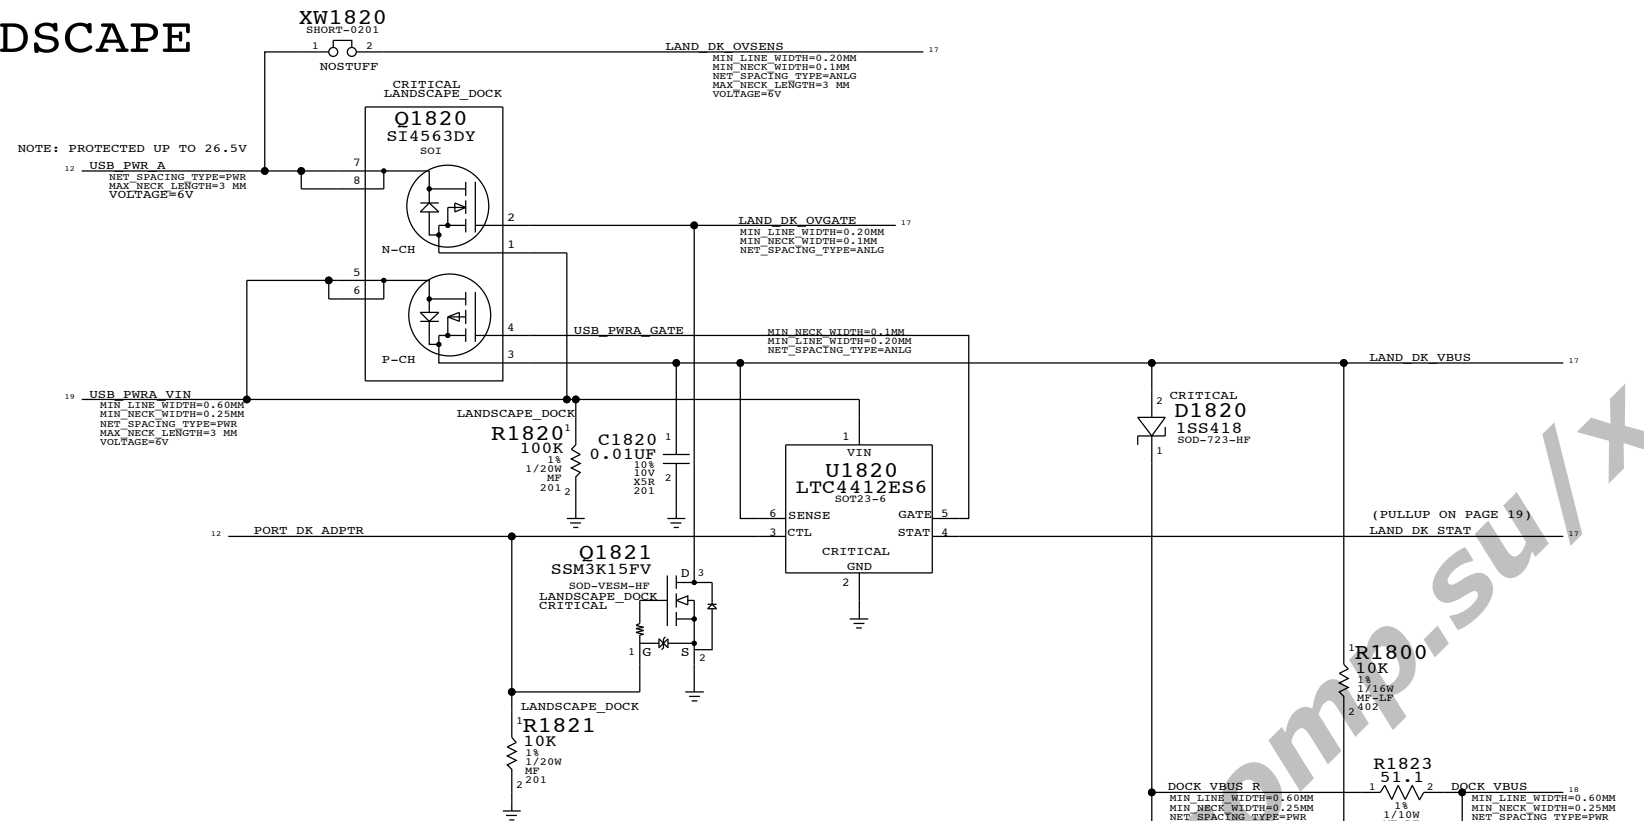 DSCAPE
XW1820
SHORT-0201
1
2
NOSTUFF
LAND_DK_OVSENS
17
MIN_LINE_WIDTH=0.20MM
MIN_NECK_WIDTH=0.1MM
NET_SPACING_TYPE=ANLG
MAX_NECK_LENGTH=3 MM
VOLTAGE=6V
CRITICAL
LANDSCAPE_DOCK
Q1820
SI4563DY
SOI
NOTE: PROTECTED UP TO 26.5V
12
USB_PWR_A
NET_SPACING_TYPE=PWR
MAX_NECK_LENGTH=3 MM
VOLTAGE=6V
7
8
2
1
N-CH
LAND_DK_OVGATE
17
MIN_LINE_WIDTH=0.20MM
MIN_NECK_WIDTH=0.1MM
NET_SPACING_TYPE=ANLG
5
6
4
3
P-CH
USB_PWRA_GATE
MIN_NECK_WIDTH=0.1MM
MIN_LINE_WIDTH=0.20MM
NET_SPACING_TYPE=ANLG
LAND_DK_VBUS
17
19
USB_PWRA_VIN
MIN_LINE_WIDTH=0.60MM
MIN_NECK_WIDTH=0.25MM
NET_SPACING_TYPE=PWR
MAX_NECK_LENGTH=3 MM
VOLTAGE=6V
LANDSCAPE_DOCK
R1820
1
100K
1%
1/20W
MF
201
2
C1820
0.01UF
10%
10V
X5R
201
1
2
1
VIN
U1820
LTC4412ES6
SOT23-6
6
SENSE
GATE
5
3
CTL
STAT
4
CRITICAL
GND
2
2
CRITICAL
D1820
1SS418
SOD-723-HF
1
(PULLUP ON PAGE 19)
LAND_DK_STAT
17
12
PORT_DK_ADPTR
Q1821
SSM3K15FV
SOD-VESM-HF
LANDSCAPE_DOCK
CRITICAL
D
3
1
G
S
2
LANDSCAPE_DOCK
1
R1821
10K
1%
1/20W
MF
201
2
1
R1800
10K
1%
1/16W
MF-LF
402
2
R1823
51.1
1
2
1%
1/10W
DOCK_VBUS_R
MIN_LINE_WIDTH=0.60MM
MIN_NECK_WIDTH=0.25MM
NET_SPACING_TYPE=PWR
DOCK_VBUS
18
MIN_LINE_WIDTH=0.60MM
MIN_NECK_WIDTH=0.25MM
NET_SPACING_TYPE=PWR
omp.su/x